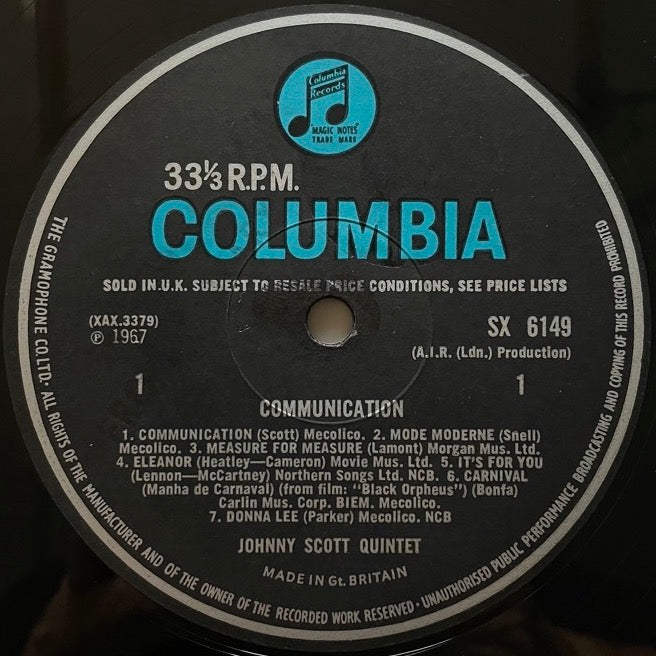 Columbia
Records
"MAGIC NOTES"
TRADE MARK
33⅓ R.P.M.
COLUMBIA
SOLD IN U.K. SUBJECT TO RESALE PRICE CONDITIONS, SEE PRICE LISTS
(XAX.3379)
℗ 1967
SX 6149
(A.I.R. (Ldn.) Production)
1
1
COMMUNICATION
1. COMMUNICATION (Scott) Mecolico. 2. MODE MODERNE (Snell)
Mecolico. 3. MEASURE FOR MEASURE (Lamont) Morgan Mus. Ltd.
4. ELEANOR (Heatley—Cameron) Movie Mus. Ltd. 5. IT'S FOR YOU
(Lennon—McCartney) Northern Songs Ltd. NCB. 6. CARNIVAL
(Manha de Carnaval) (from film: "Black Orpheus") (Bonfa)
Carlin Mus. Corp. BIEM. Mecolico.
7. DONNA LEE (Parker) Mecolico. NCB
JOHNNY SCOTT QUINTET
MADE IN Gt. BRITAIN
THE GRAMOPHONE CO. LTD. · ALL RIGHTS OF THE MANUFACTURER AND OF THE OWNER OF THE RECORDED WORK RESERVED · UNAUTHORISED PUBLIC PERFORMANCE BROADCASTING AND COPYING OF THIS RECORD PROHIBITED